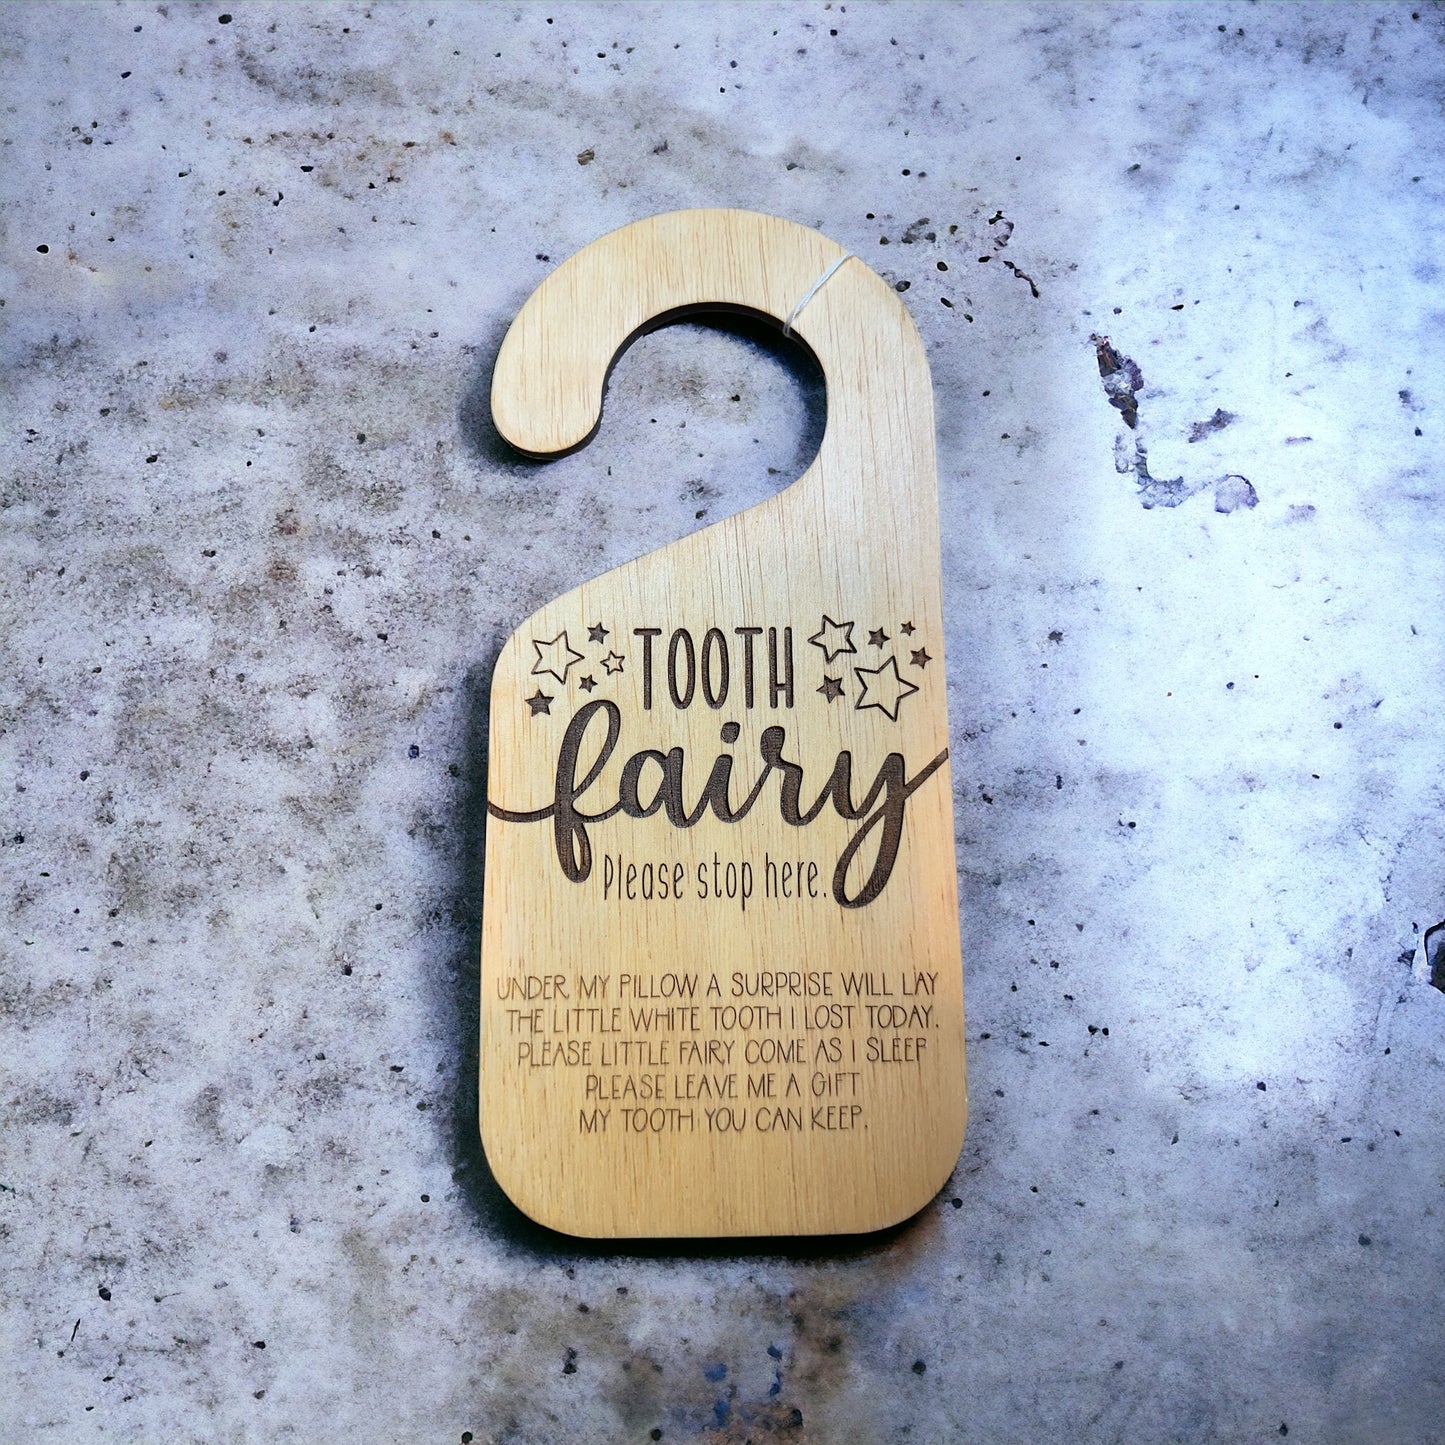 TOOTH
fairy
Please stop here.
UNDER MY PILLOW A SURPRISE WILL LAY
THE LITTLE WHITE TOOTH I LOST TODAY.
PLEASE LITTLE FAIRY COME AS I SLEEP
PLEASE LEAVE ME A GIFT
MY TOOTH YOU CAN KEEP.